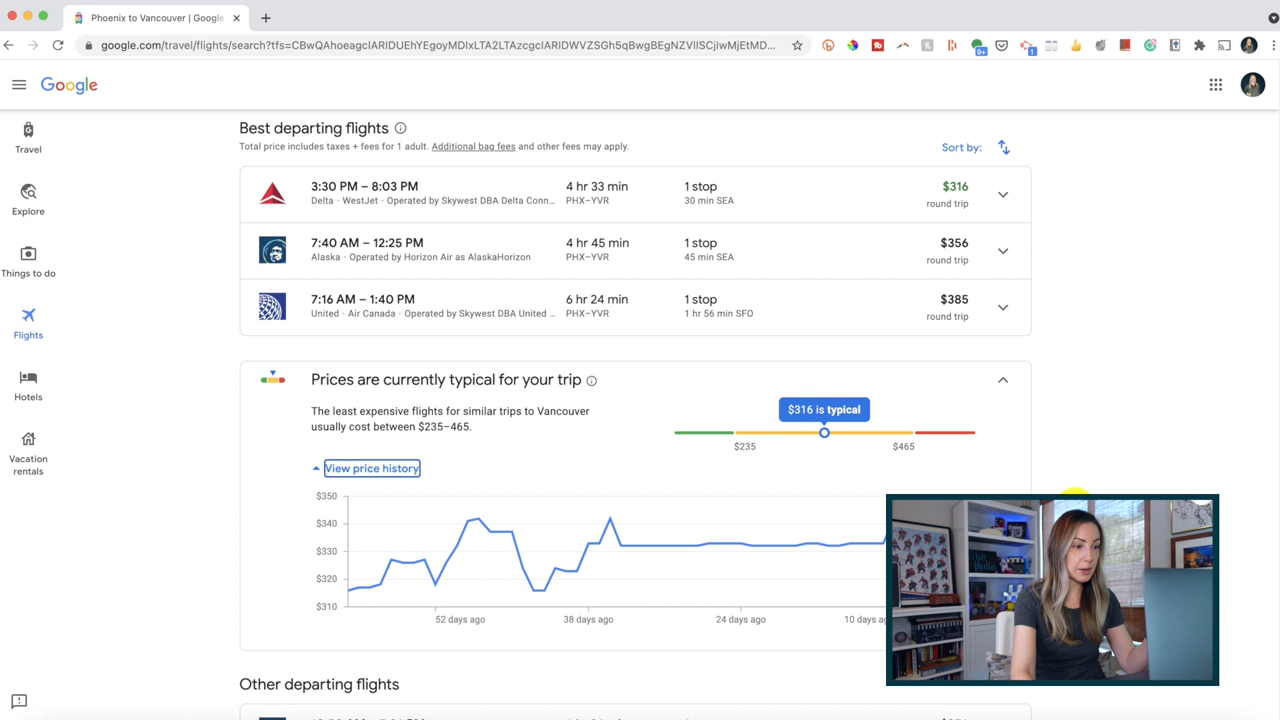 Phoenix to Vancouver | Google
google.com/travel/flights/search?tfs=
Google
Travel
Explore
Things to do
Flights
Hotels
Vacation
rentals
Best departing flights
Total price includes taxes + fees for 1 adult. Additional bag fees and other fees may apply.
Sort by:
3:30 PM – 8:03 PM
4 hr 33 min
1 stop
$316
Delta · WestJet · Operated by Skywest DBA Delta Conn...
PHX–YVR
30 min SEA
round trip
7:40 AM – 12:25 PM
4 hr 45 min
1 stop
$356
Alaska · Operated by Horizon Air as AlaskaHorizon
PHX–YVR
45 min SEA
round trip
7:16 AM – 1:40 PM
6 hr 24 min
1 stop
$385
United · Air Canada · Operated by Skywest DBA United ...
PHX–YVR
1 hr 56 min SFO
round trip
Prices are currently typical for your trip
The least expensive flights for similar trips to Vancouver
usually cost between $235–465.
$316 is typical
$235
$465
View price history
$350
$340
$330
$320
$310
52 days ago
38 days ago
24 days ago
10 days
Other departing flights